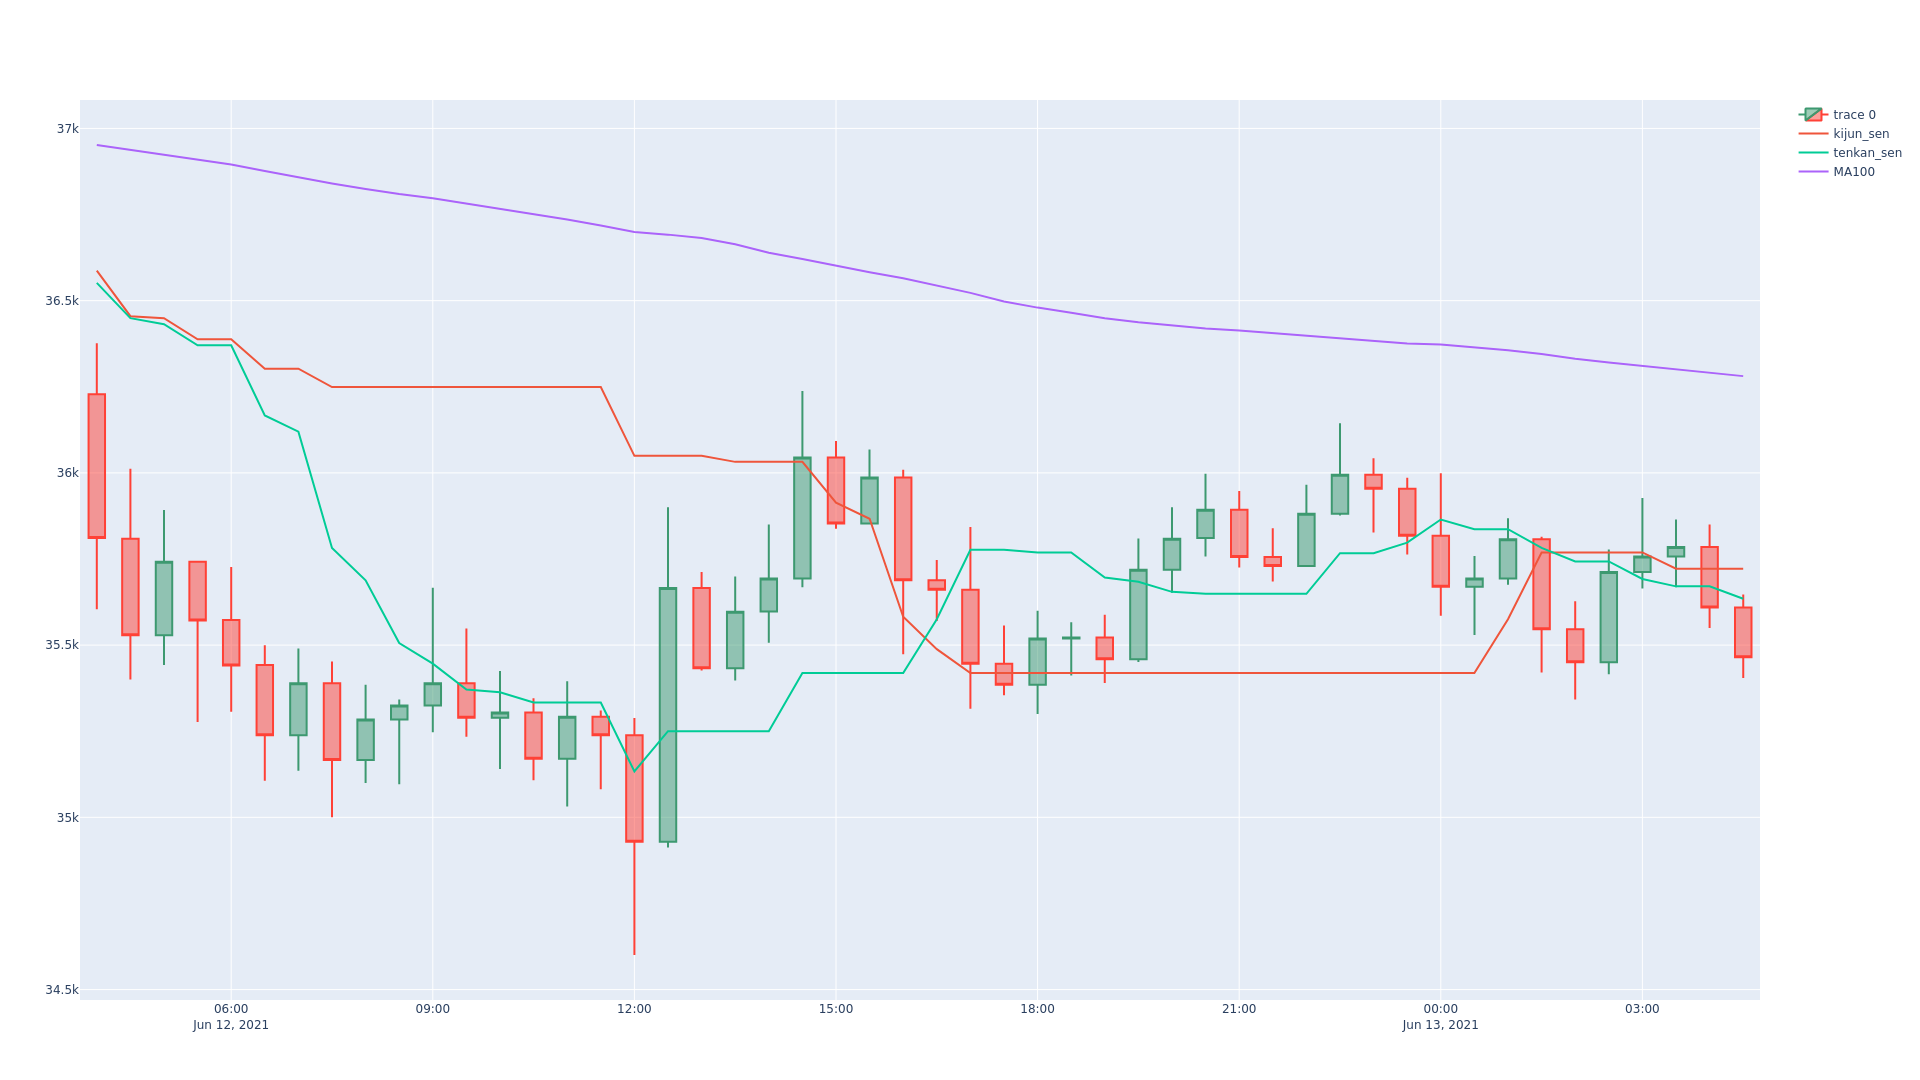 37k
36.5k
36k
35.5k
35k
34.5k
06:00
Jun 12, 2021
09:00
12:00
15:00
18:00
21:00
00:00
Jun 13, 2021
03:00
trace 0
kijun_sen
tenkan_sen
MA100